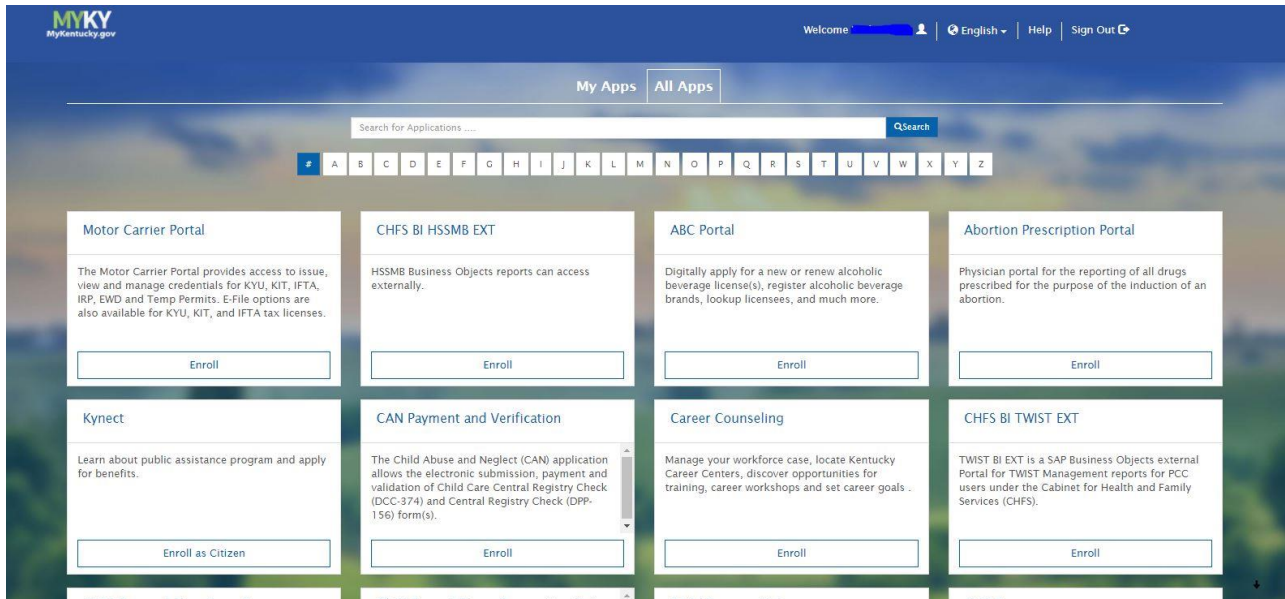 MYKY
MyKentucky.gov
Welcome
English
Help
Sign Out
My Apps
All Apps
Search for Applications ....
Search
# A B C D E F G H I J K L M N O P Q R S T U V W X Y Z
Motor Carrier Portal
The Motor Carrier Portal provides access to issue,
view and manage credentials for KYU, KIT, IFTA,
IRP, EWD and Temp Permits. E-File options are
also available for KYU, KIT, and IFTA tax licenses.
Enroll
CHFS BI HSSMB EXT
HSSMB Business Objects reports can access
externally.
Enroll
ABC Portal
Digitally apply for a new or renew alcoholic
beverage license(s), register alcoholic beverage
brands, lookup licensees, and much more.
Enroll
Abortion Prescription Portal
Physician portal for the reporting of all drugs
prescribed for the purpose of the induction of an
abortion.
Enroll
Kynect
Learn about public assistance program and apply
for benefits.
Enroll as Citizen
CAN Payment and Verification
The Child Abuse and Neglect (CAN) application
allows the electronic submission, payment and
validation of Child Care Central Registry Check
(DCC-374) and Central Registry Check (DPP-
156) form(s).
Enroll
Career Counseling
Manage your workforce case, locate Kentucky
Career Centers, discover opportunities for
training, career workshops and set career goals .
Enroll
CHFS BI TWIST EXT
TWIST BI EXT is a SAP Business Objects external
Portal for TWIST Management reports for PCC
users under the Cabinet for Health and Family
Services (CHFS).
Enroll